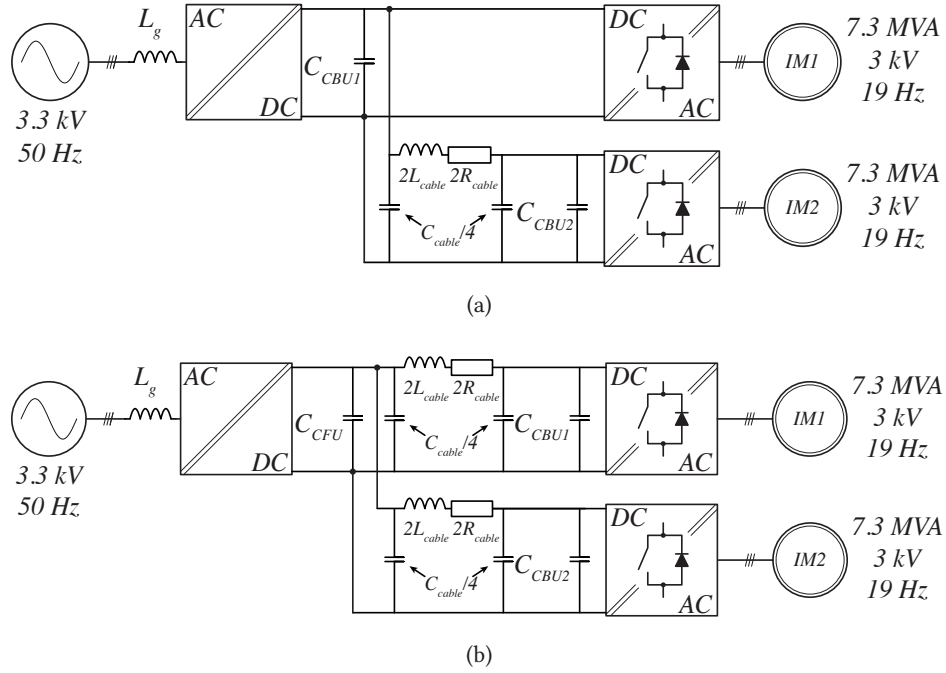 L_g
AC
DC
C_CBU1
DC
AC
IM1
7.3 MVA
3 kV
19 Hz
3.3 kV
50 Hz
2L_cable 2R_cable
C_cable/4
C_CBU2
DC
AC
IM2
7.3 MVA
3 kV
19 Hz
(a)
L_g
AC
DC
C_CFU
2L_cable 2R_cable
C_cable/4
C_CBU1
DC
AC
IM1
7.3 MVA
3 kV
19 Hz
3.3 kV
50 Hz
2L_cable 2R_cable
C_cable/4
C_CBU2
DC
AC
IM2
7.3 MVA
3 kV
19 Hz
(b)